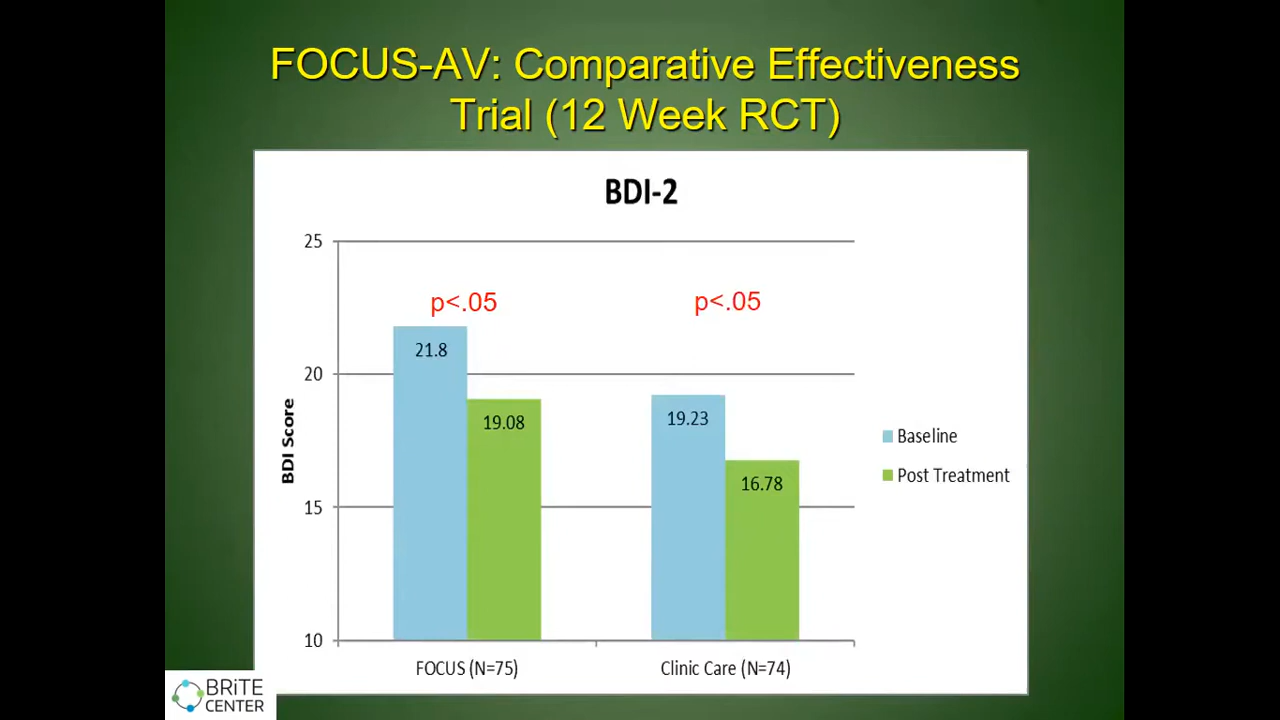 FOCUS-AV: Comparative Effectiveness
Trial (12 Week RCT)
BDI-2
25
20
15
10
BDI Score
p<.05
p<.05
21.8
19.08
19.23
16.78
Baseline
Post Treatment
FOCUS (N=75)
Clinic Care (N=74)
BRiTE
CENTER